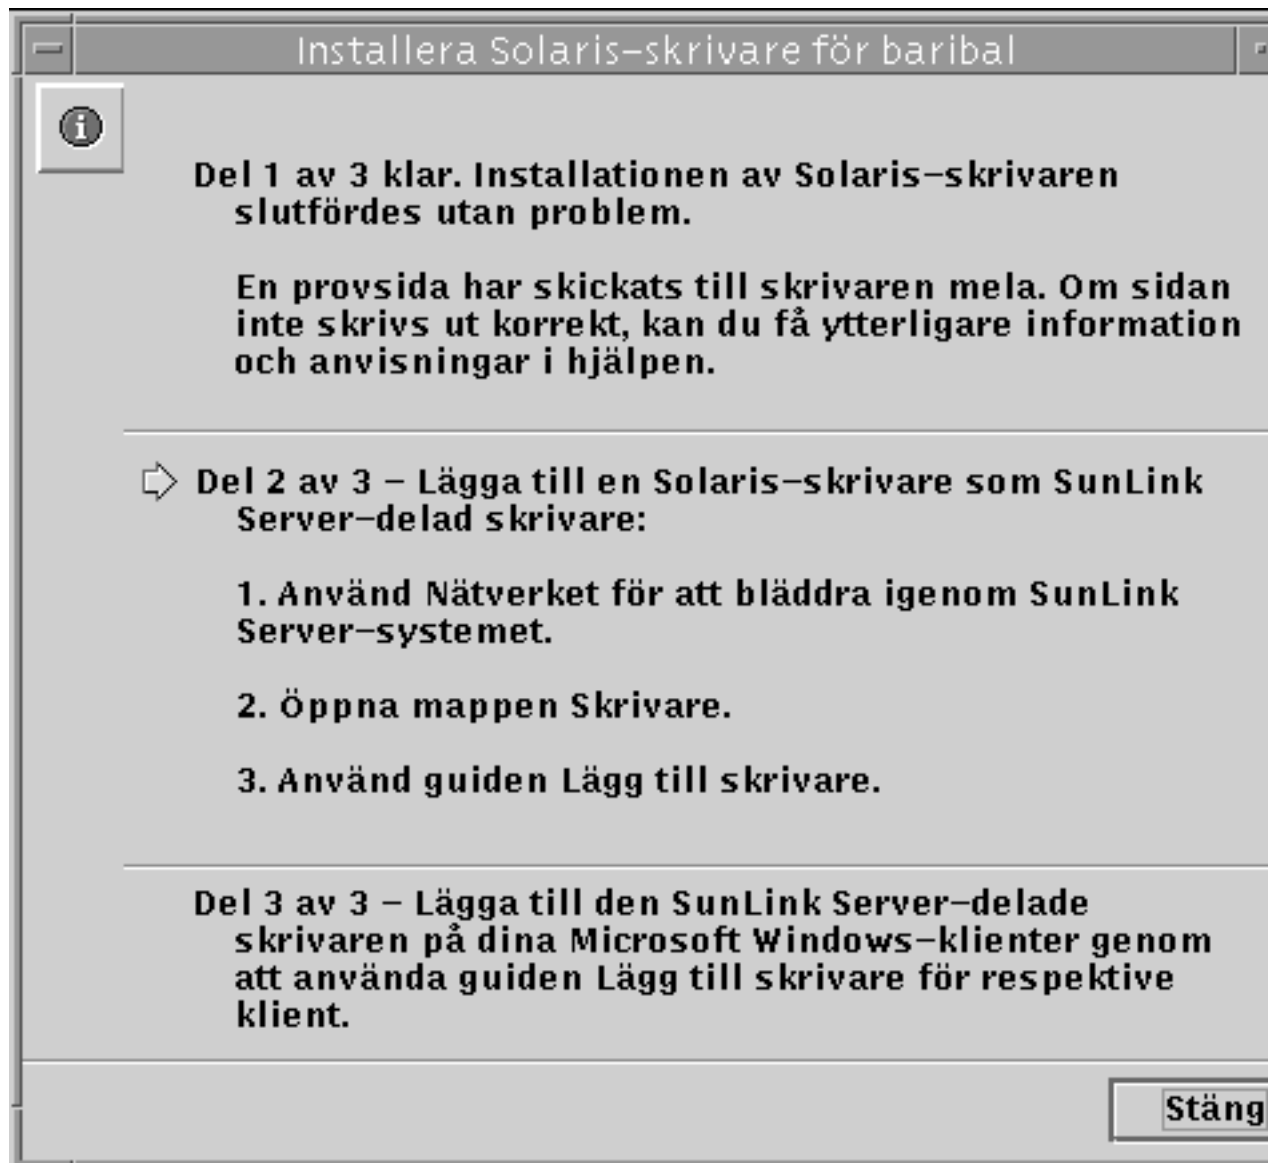 Installera Solaris-skrivare för baribal
Del 1 av 3 klar. Installationen av Solaris-skrivaren
slutfördes utan problem.
En provsida har skickats till skrivaren mela. Om sidan
inte skrivs ut korrekt, kan du få ytterligare information
och anvisningar i hjälpen.
Del 2 av 3 - Lägga till en Solaris-skrivare som SunLink
Server-delad skrivare:
1. Använd Nätverket för att bläddra igenom SunLink
Server-systemet.
2. Öppna mappen Skrivare.
3. Använd guiden Lägg till skrivare.
Del 3 av 3 - Lägga till den SunLink Server-delade
skrivaren på dina Microsoft Windows-klienter genom
att använda guiden Lägg till skrivare för respektive
klient.
Stäng